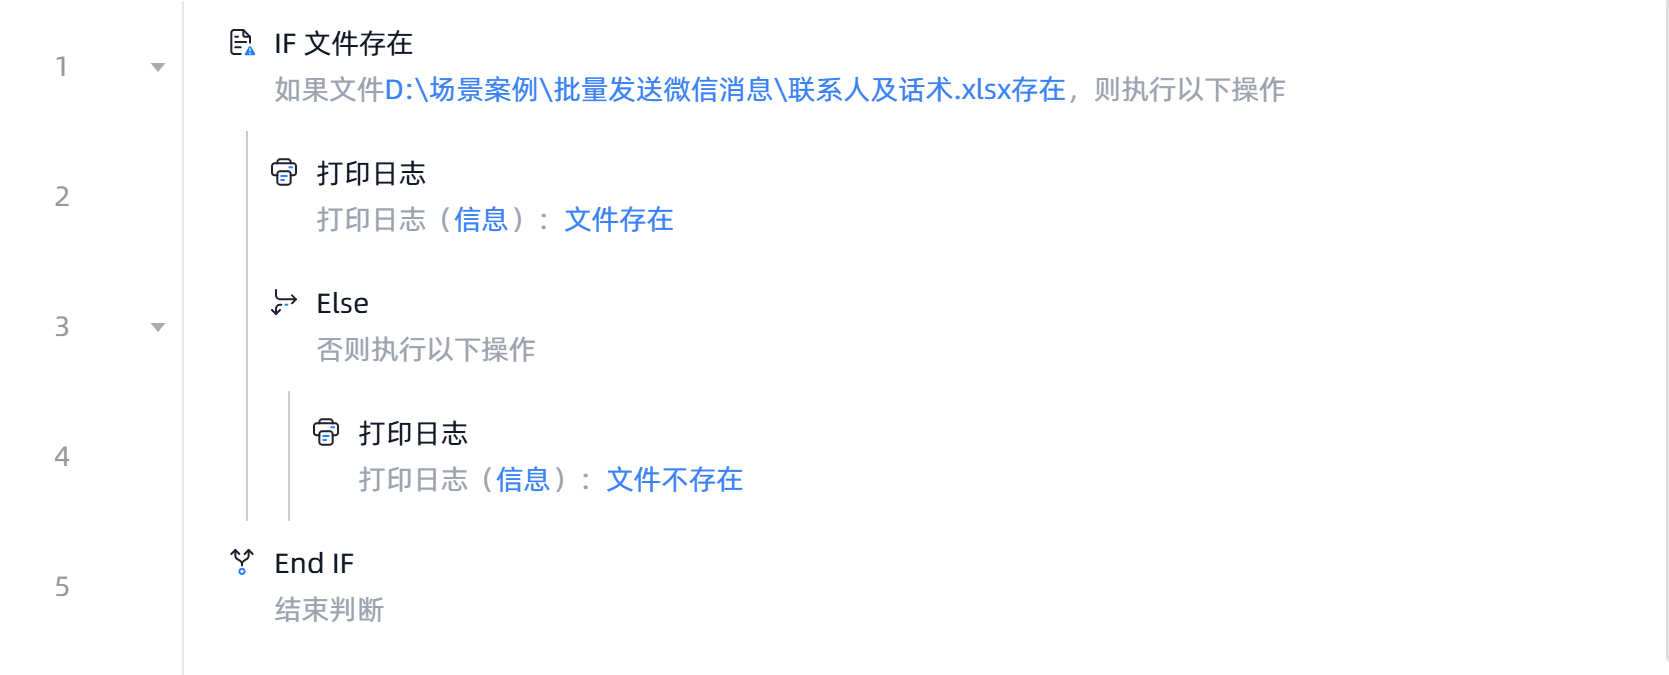 1
IF 文件存在
如果文件D:\场景案例\批量发送微信消息\联系人及话术.xlsx存在，则执行以下操作
2
打印日志
打印日志（信息）：文件存在
3
Else
否则执行以下操作
4
打印日志
打印日志（信息）：文件不存在
5
End IF
结束判断